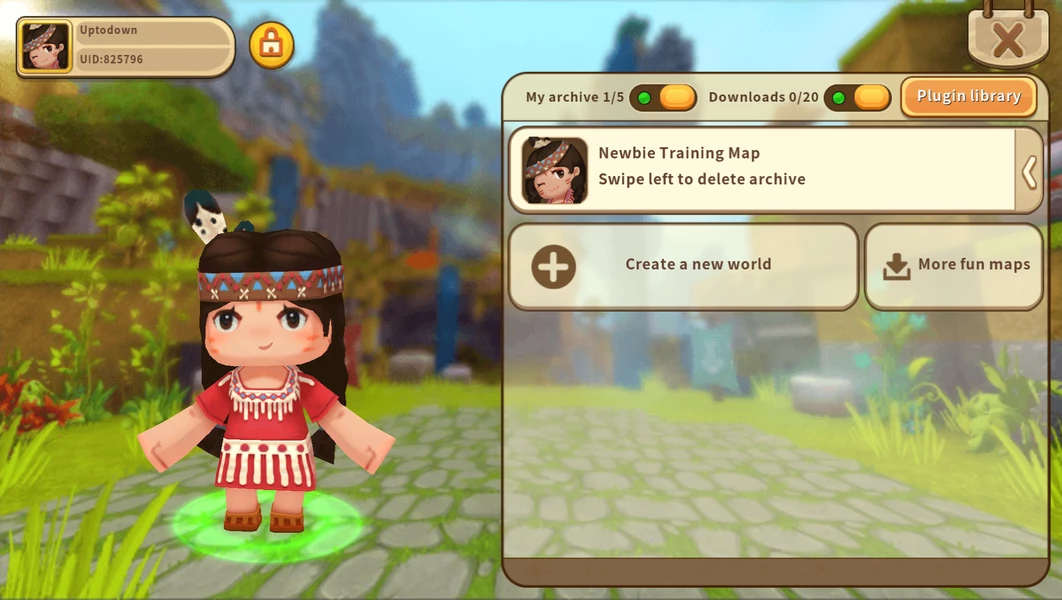 Uptodown
UID:825796
My archive 1/5
Downloads 0/20
Plugin library
Newbie Training Map
Swipe left to delete archive
Create a new world
More fun maps